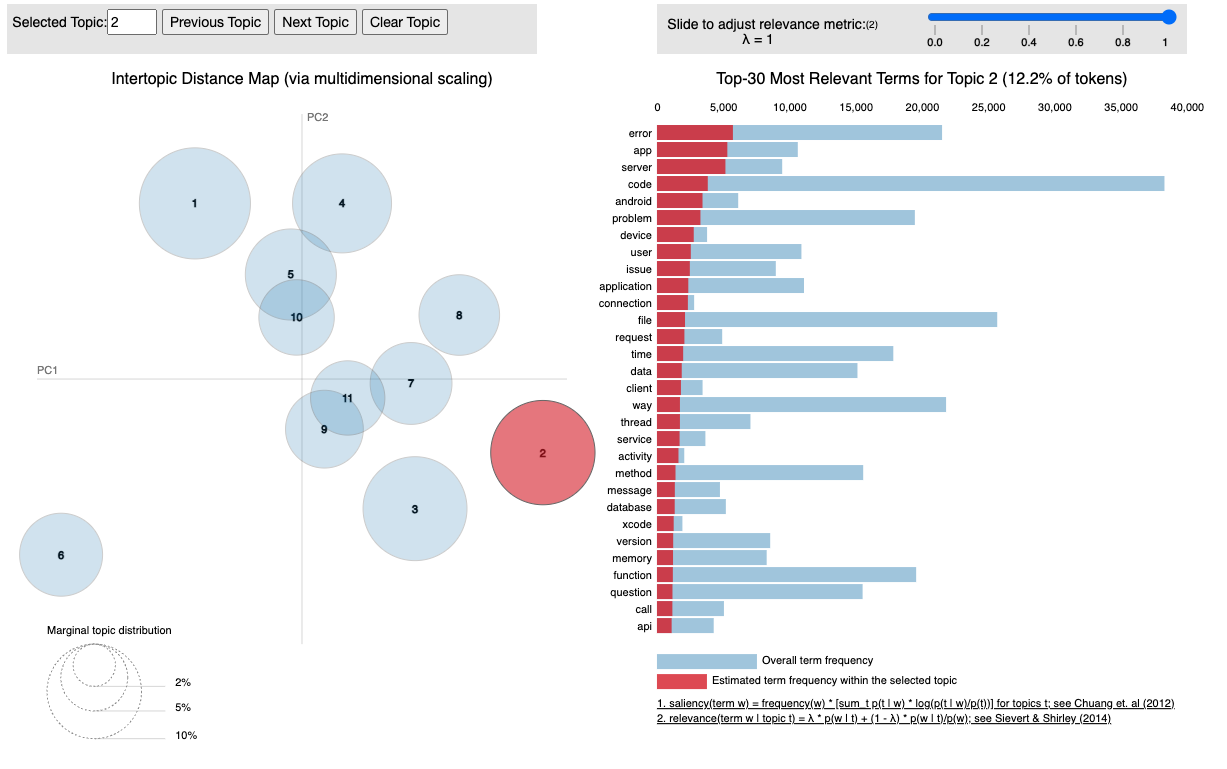 Selected Topic: 2 Previous Topic Next Topic Clear Topic
Slide to adjust relevance metric:(2)
λ = 1
0.0 0.2 0.4 0.6 0.8 1
Intertopic Distance Map (via multidimensional scaling)
PC2
PC1
1
4
5
10
8
7
11
9
2
3
6
Marginal topic distribution
2%
5%
10%
Top-30 Most Relevant Terms for Topic 2 (12.2% of tokens)
0 5,000 10,000 15,000 20,000 25,000 30,000 35,000 40,000
error
app
server
code
android
problem
device
user
issue
application
connection
file
request
time
data
client
way
thread
service
activity
method
message
database
xcode
version
memory
function
question
call
api
Overall term frequency
Estimated term frequency within the selected topic
1. saliency(term w) = frequency(w) * [sum_t p(t | w) * log(p(t | w)/p(t))] for topics t; see Chuang et. al (2012)
2. relevance(term w | topic t) = λ * p(w | t) + (1 - λ) * p(w | t)/p(w); see Sievert & Shirley (2014)